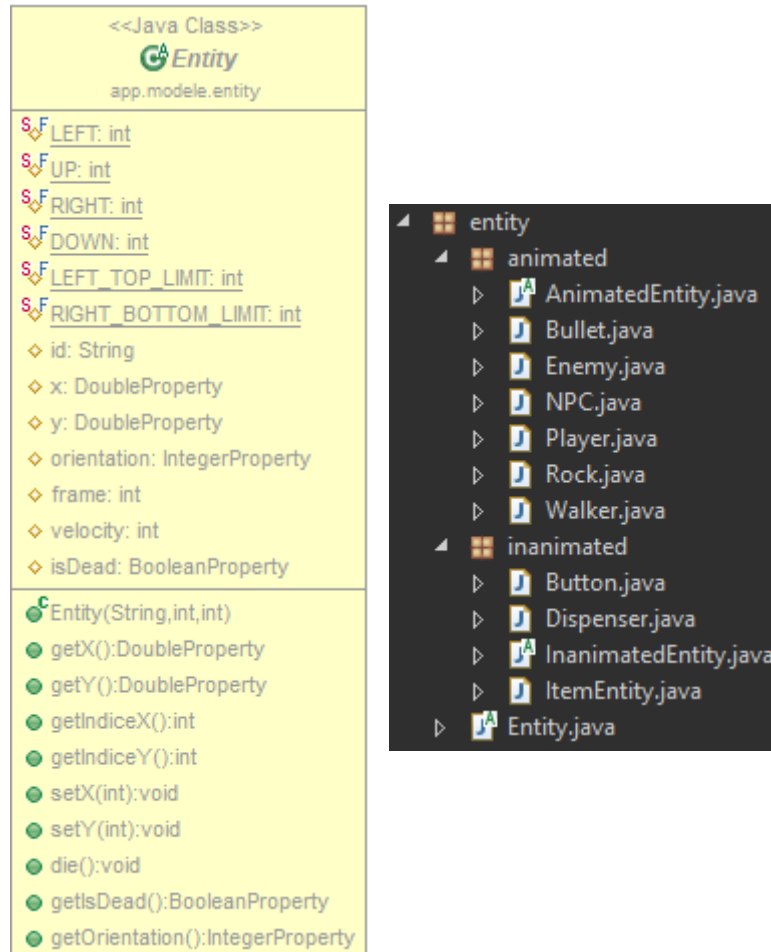 <<Java Class>>
Entity
app.modele.entity
LEFT: int
UP: int
RIGHT: int
DOWN: int
LEFT_TOP_LIMIT: int
RIGHT_BOTTOM_LIMIT: int
id: String
x: DoubleProperty
y: DoubleProperty
orientation: IntegerProperty
frame: int
velocity: int
isDead: BooleanProperty
Entity(String,int,int)
getX():DoubleProperty
getY():DoubleProperty
getIndiceX():int
getIndiceY():int
setX(int):void
setY(int):void
die():void
getIsDead():BooleanProperty
getOrientation():IntegerProperty
entity
animated
AnimatedEntity.java
Bullet.java
Enemy.java
NPC.java
Player.java
Rock.java
Walker.java
inanimated
Button.java
Dispenser.java
InanimatedEntity.java
ItemEntity.java
Entity.java